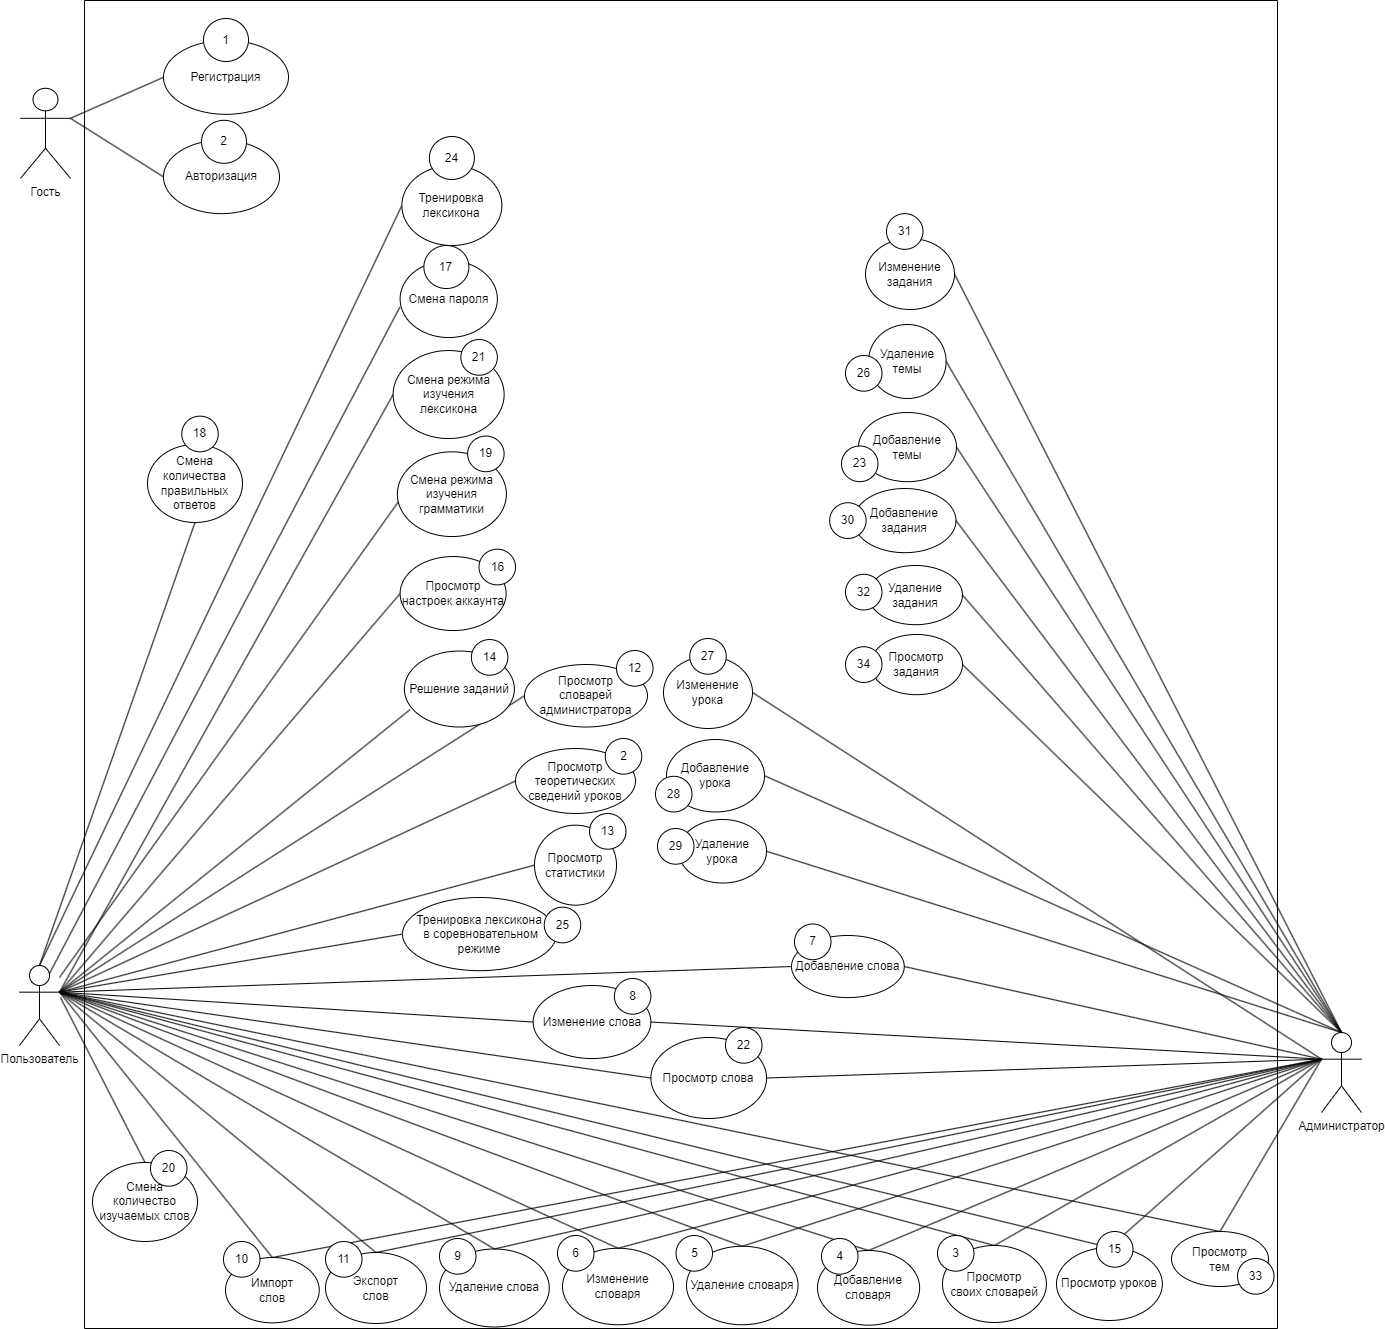 1
Регистрация
2
Авторизация
Гость
24
Тренировка
лексикона
17
Смена пароля
21
Смена режима
изучения
лексикона
19
Смена режима
изучения
грамматики
18
Смена
количества
правильных
ответов
16
Просмотр
настроек аккаунта
14
Решение заданий
12
Просмотр
словарей
администратора
2
Просмотр
теоретических
сведений уроков
13
Просмотр
статистики
25
Тренировка лексикона
в соревновательном
режиме
31
Изменение
задания
26
Удаление
темы
23
Добавление
темы
30
Добавление
задания
32
Удаление
задания
34
Просмотр
задания
27
Изменение
урока
28
Добавление
урока
29
Удаление
урока
7
Добавление слова
8
Изменение слова
22
Просмотр слова
Пользователь
Администратор
20
Смена
количество
изучаемых слов
10
Импорт
слов
11
Экспорт
слов
9
Удаление слова
6
Изменение
словаря
5
Удаление словаря
4
Добавление
словаря
3
Просмотр
своих словарей
15
Просмотр уроков
33
Просмотр
тем